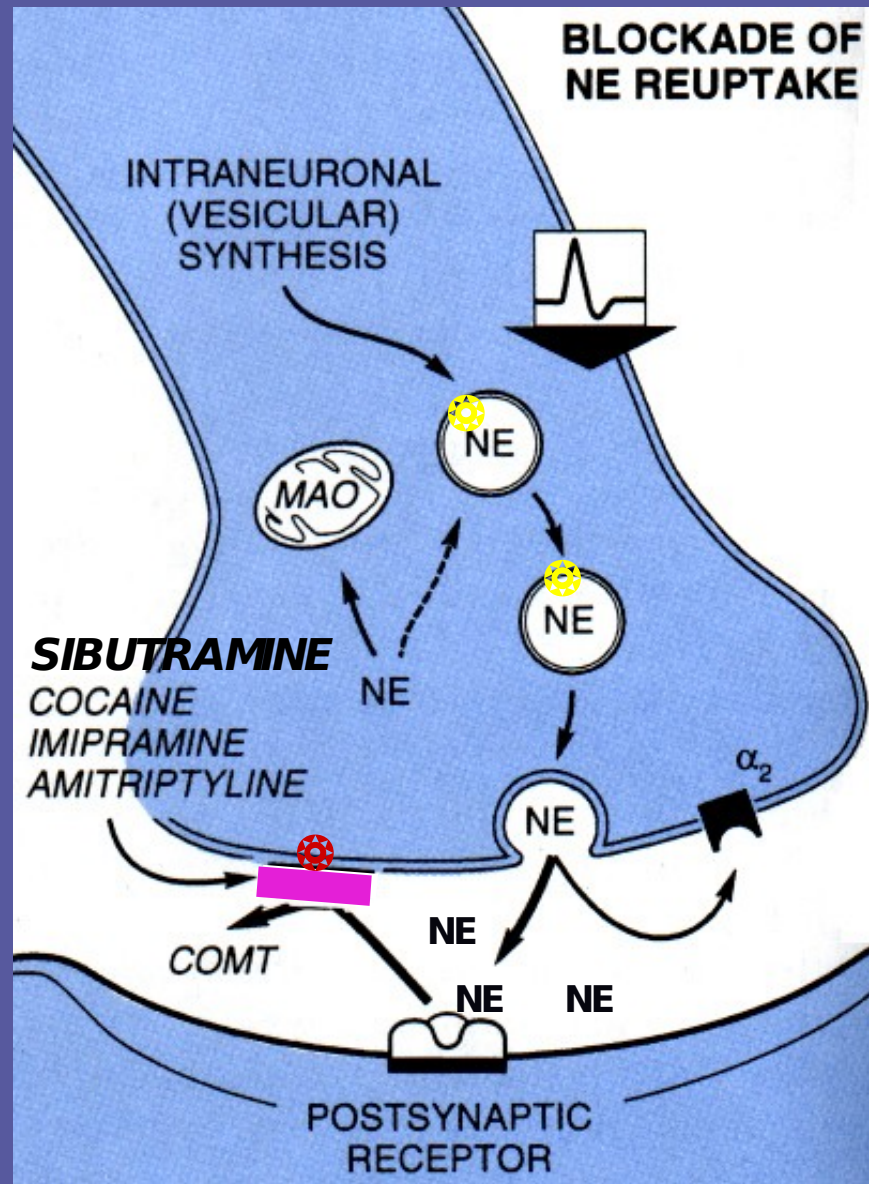 BLOCKADE OF
NE REUPTAKE
INTRANEURONAL
(VESICULAR)
SYNTHESIS
NE
MAO
NE
SIBUTRAMINE
NE
COCAINE
IMIPRAMINE
AMITRIPTYLINE
α₂
NE
NE
COMT
NE
NE
POSTSYNAPTIC
RECEPTOR